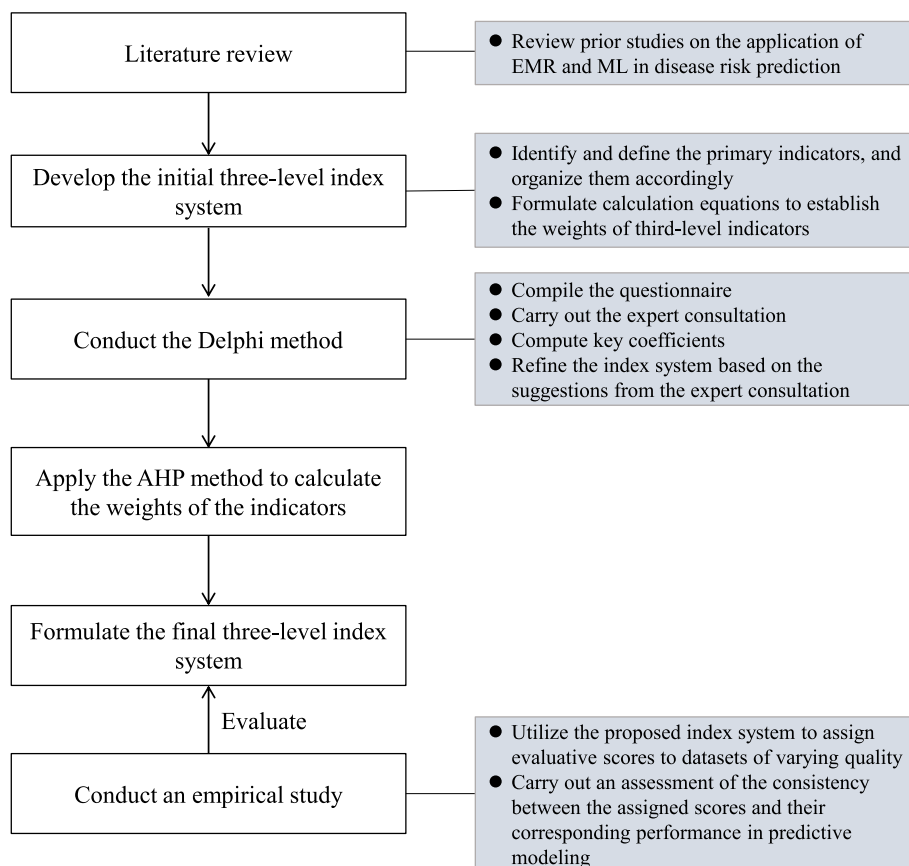 Literature review
● Review prior studies on the application of
EMR and ML in disease risk prediction
Develop the initial three-level index
system
● Identify and define the primary indicators, and
organize them accordingly
● Formulate calculation equations to establish
the weights of third-level indicators
Conduct the Delphi method
● Compile the questionnaire
● Carry out the expert consultation
● Compute key coefficients
● Refine the index system based on the
suggestions from the expert consultation
Apply the AHP method to calculate
the weights of the indicators
Formulate the final three-level index
system
Evaluate
Conduct an empirical study
● Utilize the proposed index system to assign
evaluative scores to datasets of varying quality
● Carry out an assessment of the consistency
between the assigned scores and their
corresponding performance in predictive
modeling